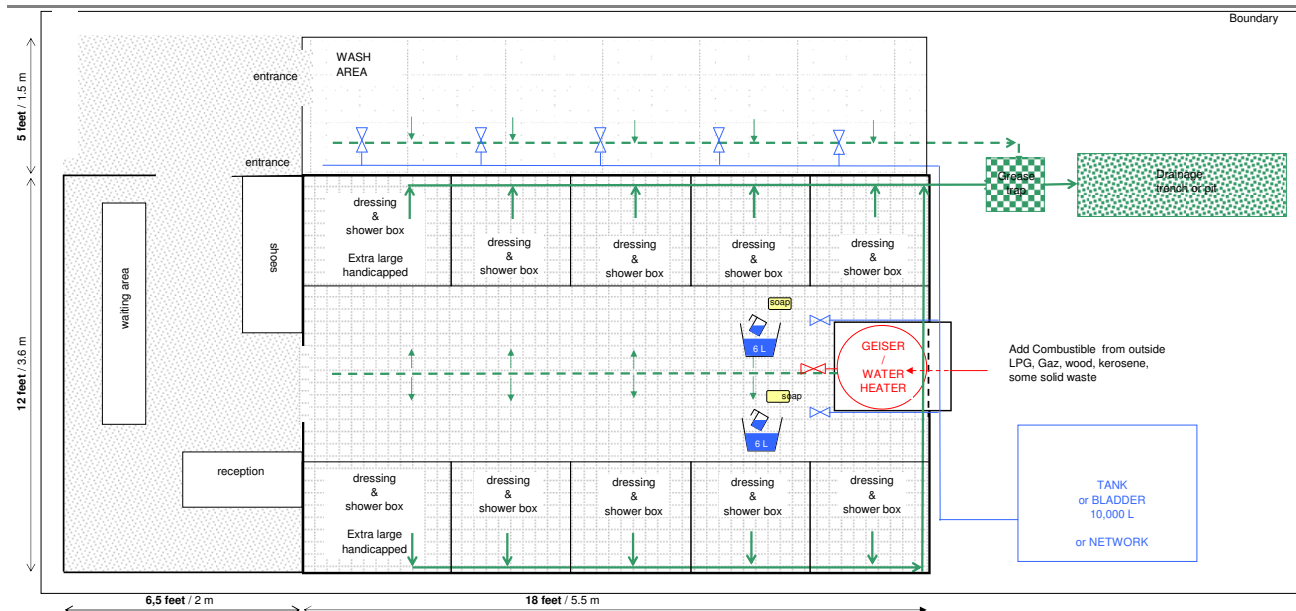 Boundary
WASH
AREA
entrance
5 feet / 1.5 m
entrance
Grease
trap
Drainage
trench or pit
dressing
&
shower box
Extra large
handicapped
dressing
&
shower box
dressing
&
shower box
dressing
&
shower box
dressing
&
shower box
shoes
waiting area
12 feet / 3.6 m
soap
6 L
GEISER
/
WATER
HEATER
Add Combustible from outside
LPG, Gaz, wood, kerosene,
some solid waste
soap
6 L
reception
dressing
&
shower box
Extra large
handicapped
dressing
&
shower box
dressing
&
shower box
dressing
&
shower box
dressing
&
shower box
TANK
or BLADDER
10,000 L
or NETWORK
6,5 feet / 2 m
18 feet / 5.5 m